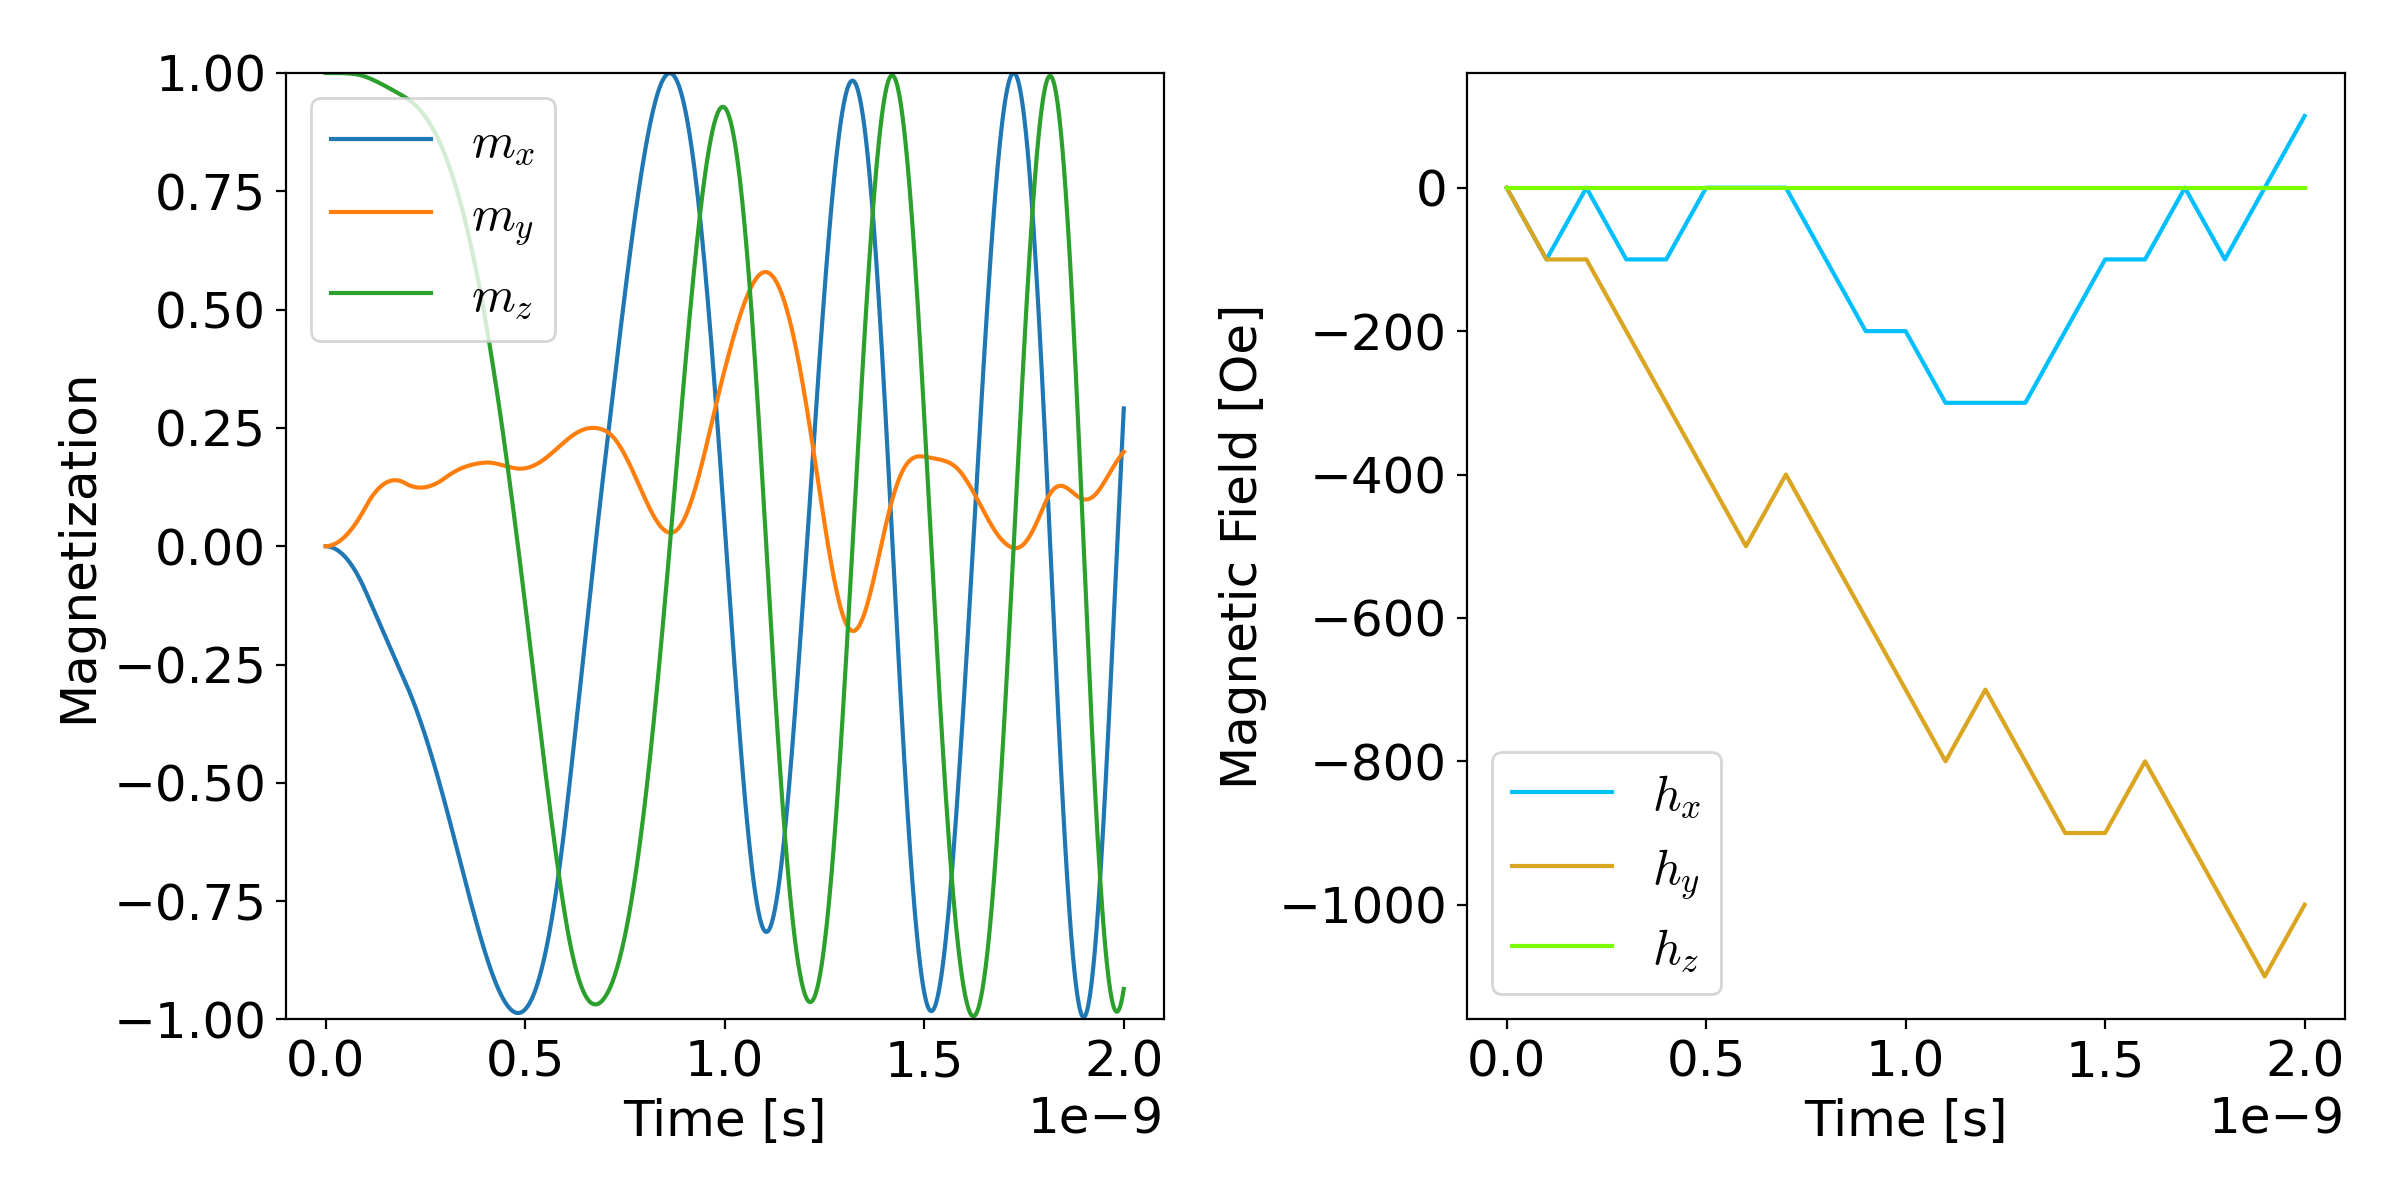 Magnetization
1.00
0.75
0.50
0.25
0.00
−0.25
−0.50
−0.75
−1.00
m_x
m_y
m_z
0.0 0.5 1.0 1.5 2.0
Time [s]
1e−9
Magnetic Field [Oe]
0
−200
−400
−600
−800
−1000
h_x
h_y
h_z
0.0 0.5 1.0 1.5 2.0
Time [s]
1e−9